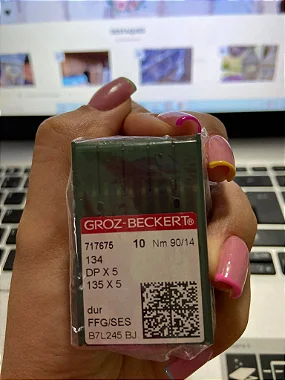 GROZ-BECKERT®
717675 10 Nm 90/14
134
DP X 5
135 X 5
dur
FFG/SES
B7L245 BJ